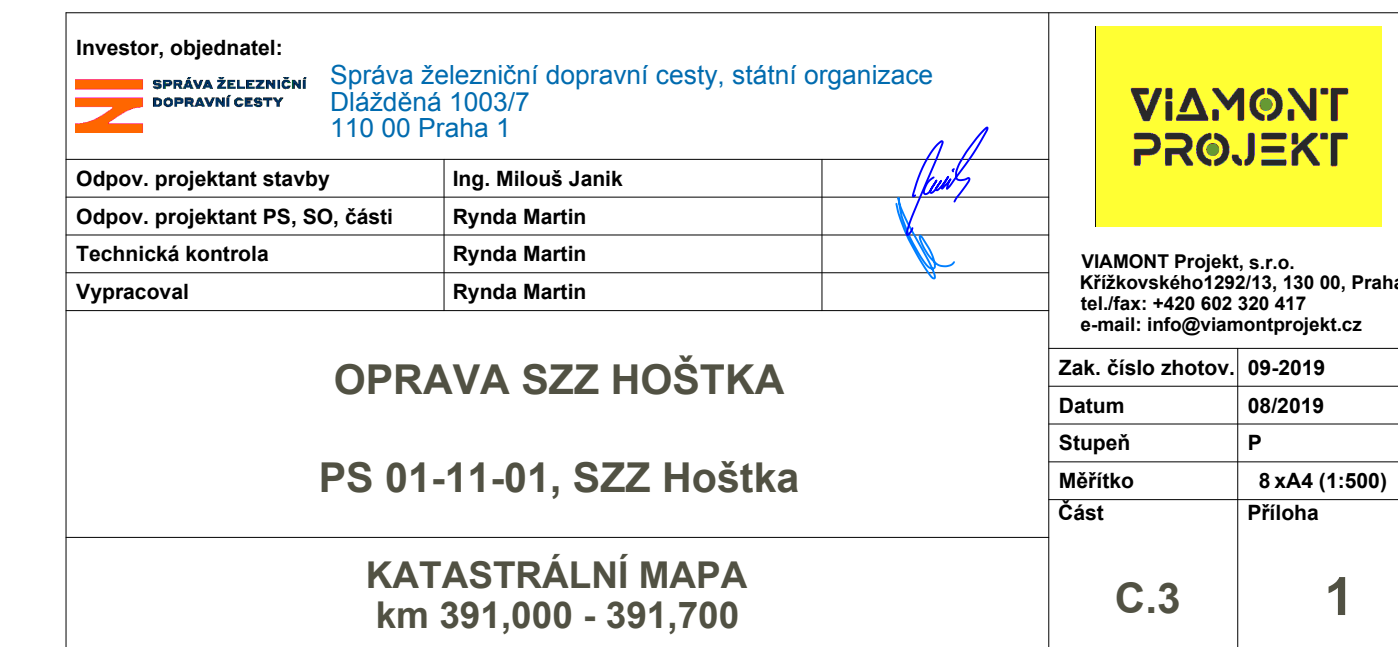 Investor, objednatel:
SPRÁVA ŽELEZNIČNÍ
DOPRAVNÍ CESTY
Správa železniční dopravní cesty, státní organizace
Dlážděná 1003/7
110 00 Praha 1
Odpov. projektant stavby Ing. Milouš Janik
Odpov. projektant PS, SO, části Rynda Martin
Technická kontrola Rynda Martin
Vypracoval Rynda Martin
VIAMONT
PROJEKT
VIAMONT Projekt, s.r.o.
Křížkovského1292/13, 130 00, Praha
tel./fax: +420 602 320 417
e-mail: info@viamontprojekt.cz
OPRAVA SZZ HOŠTKA
PS 01-11-01, SZZ Hoštka
KATASTRÁLNÍ MAPA
km 391,000 - 391,700
Zak. číslo zhotov. 09-2019
Datum 08/2019
Stupeň P
Měřítko 8 xA4 (1:500)
Část Příloha
C.3 1